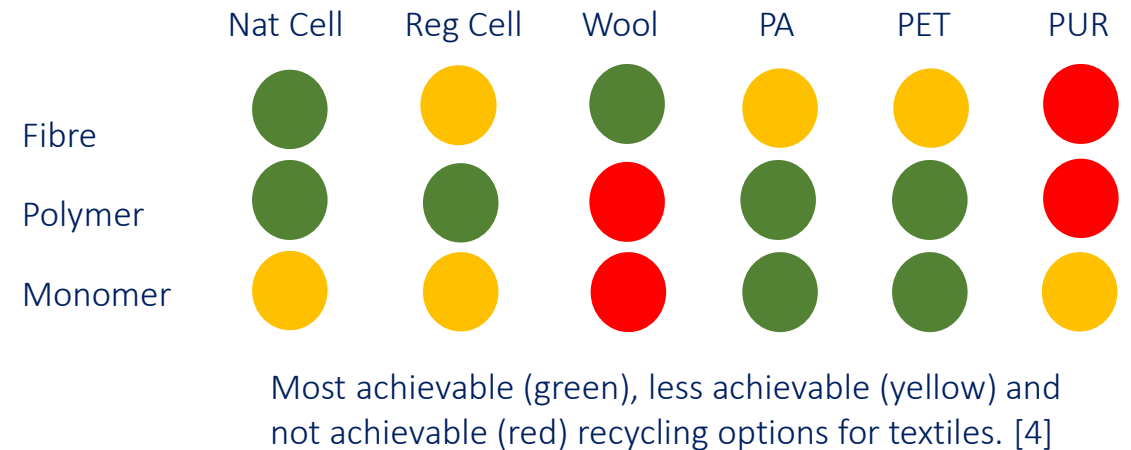 Nat Cell Reg Cell Wool PA PET PUR
Fibre
Polymer
Monomer
Most achievable (green), less achievable (yellow) and
not achievable (red) recycling options for textiles. [4]